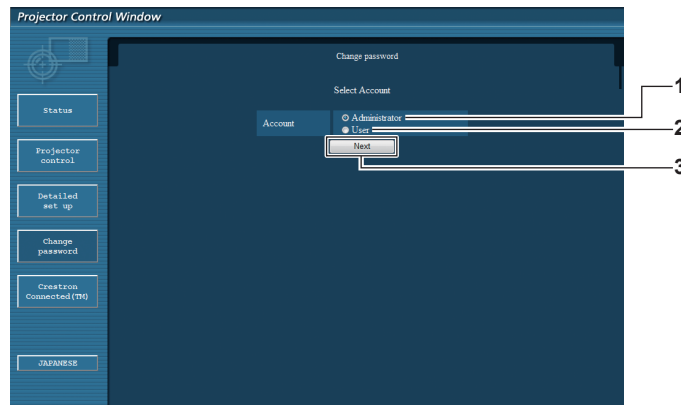 Projector Control Window
Change password
Select Account
Account
Administrator
User
Next
Status
Projector
control
Detailed
set up
Change
password
Crestron
Connected(TM)
JAPANESE
1
2
3